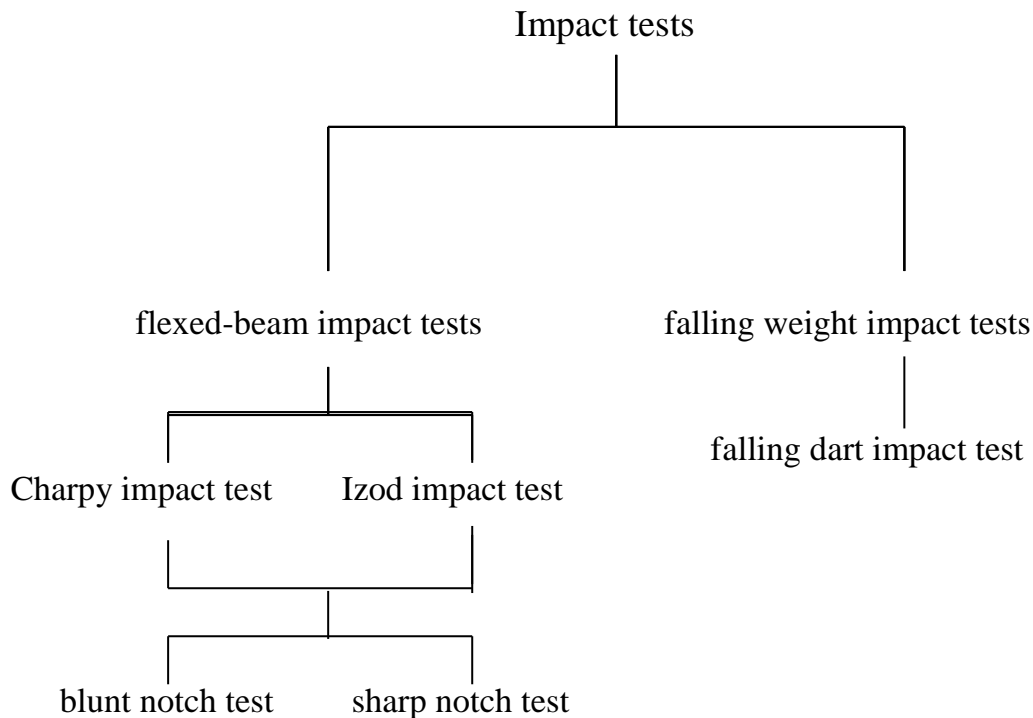 Impact tests
flexed-beam impact tests
falling weight impact tests
falling dart impact test
Charpy impact test
Izod impact test
blunt notch test
sharp notch test